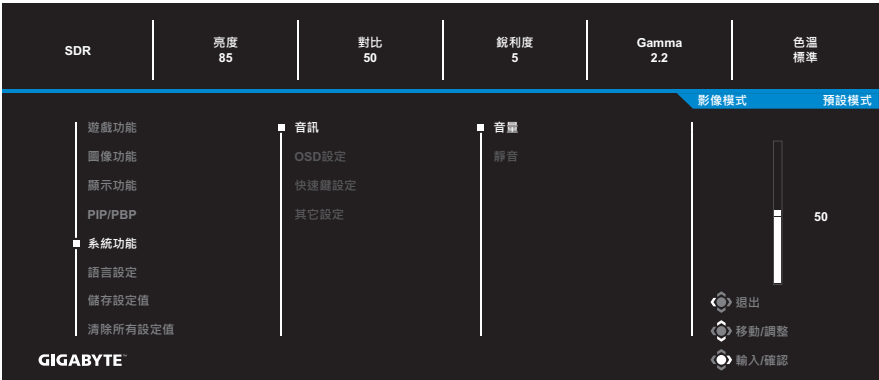 SDR
亮度
85
對比
50
銳利度
5
Gamma
2.2
色溫
標準
影像模式 預設模式
遊戲功能
圖像功能
顯示功能
PIP/PBP
系統功能
語言設定
儲存設定值
清除所有設定值
音訊
OSD設定
快速鍵設定
其它設定
音量
靜音
50
退出
移動/調整
輸入/確認
GIGABYTE™